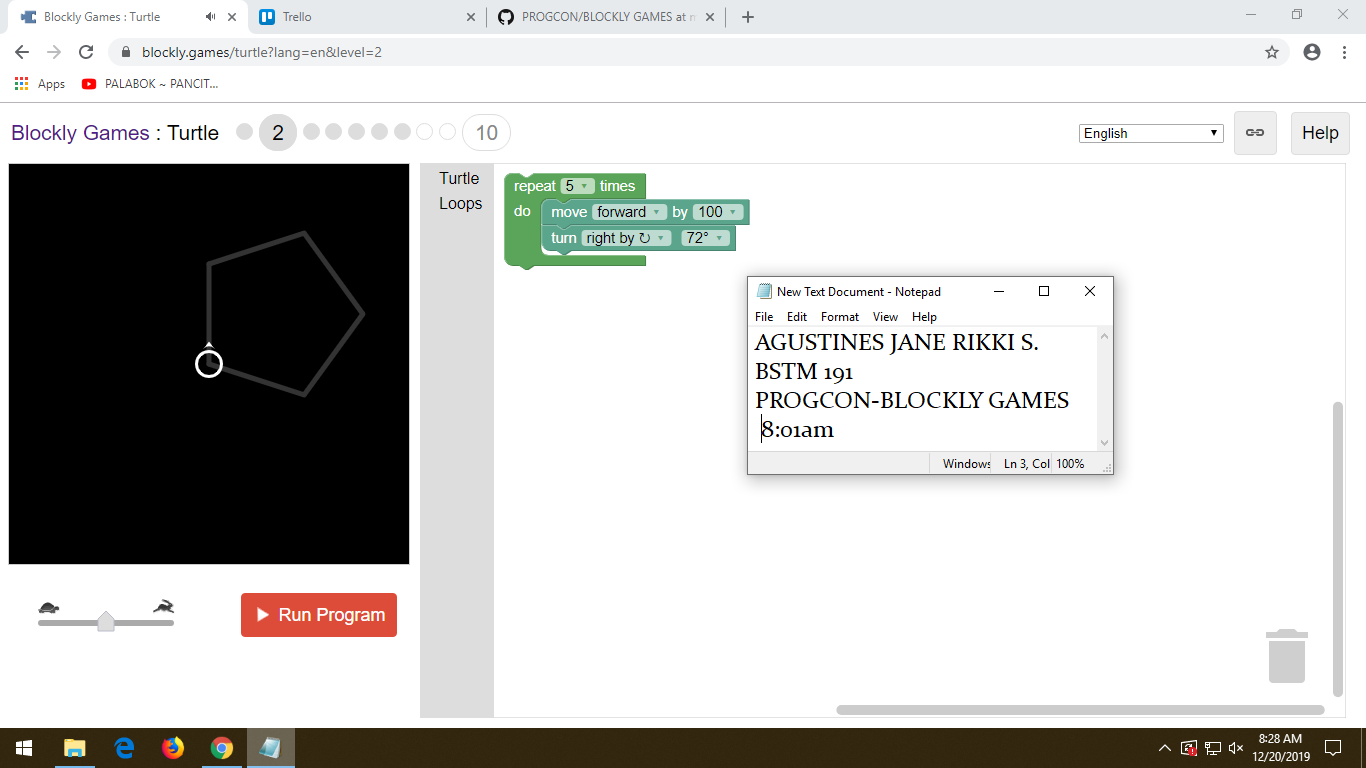 Blockly Games : Turtle
Trello
PROGCON/BLOCKLY GAMES at m
blockly.games/turtle?lang=en&level=2
Apps
PALABOK ~ PANCIT...
Blockly Games : Turtle
2
10
English
Help
Turtle
Loops
repeat 5 times
do
move forward by 100
turn right by ↻ 72°
New Text Document - Notepad
File Edit Format View Help
AGUSTINES JANE RIKKI S.
BSTM 191
PROGCON-BLOCKLY GAMES
8:01am
Windows
Ln 3, Col
100%
Run Program
8:28 AM
12/20/2019